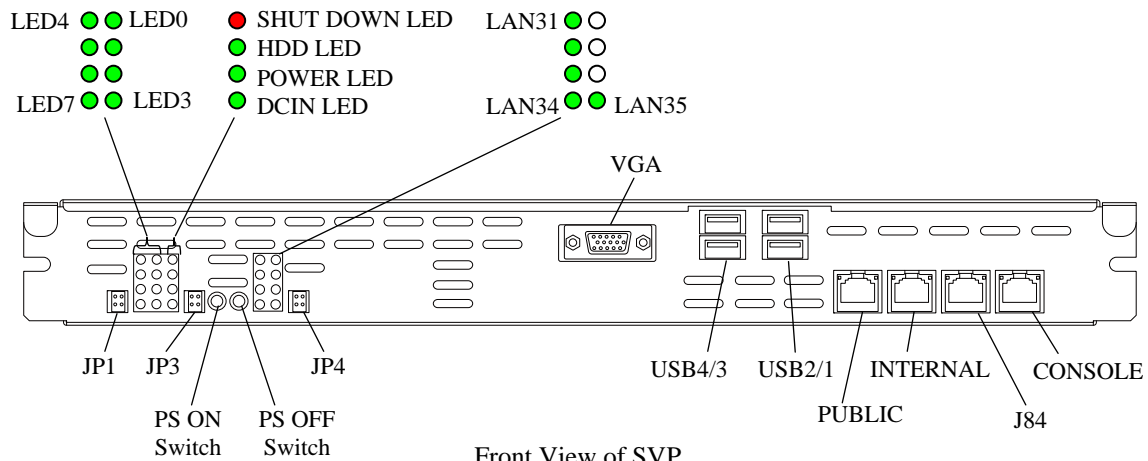 LED4 LED0 SHUT DOWN LED LAN31
HDD LED
POWER LED
LED7 LED3 DCIN LED LAN34 LAN35
VGA
JP1 JP3 JP4 USB4/3 USB2/1 INTERNAL CONSOLE
PUBLIC J84
PS ON PS OFF
Switch Switch
Front View of SVP